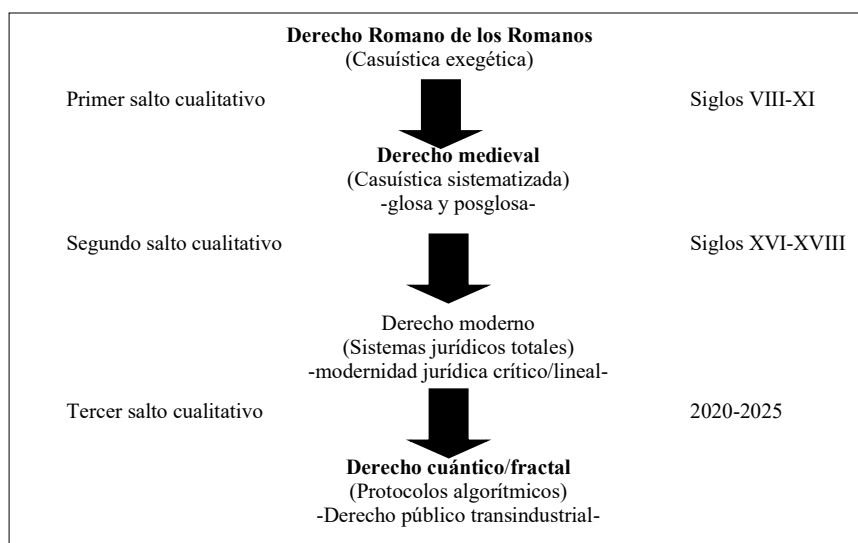 Derecho Romano de los Romanos
(Casuística exegética)
Primer salto cualitativo Siglos VIII-XI
Derecho medieval
(Casuística sistematizada)
-glosa y posglosa-
Segundo salto cualitativo Siglos XVI-XVIII
Derecho moderno
(Sistemas jurídicos totales)
-modernidad jurídica crítico/lineal-
Tercer salto cualitativo 2020-2025
Derecho cuántico/fractal
(Protocolos algorítmicos)
-Derecho público transindustrial-